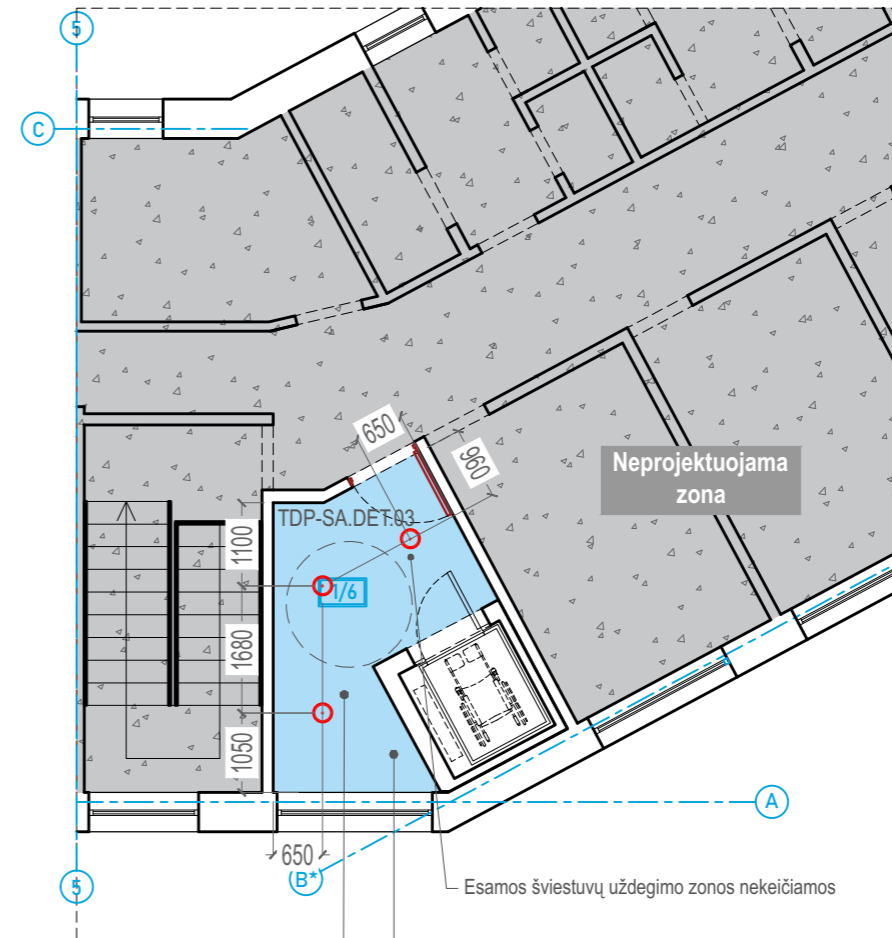 5
C
650
960
Neprojektuojama
zona
TDP-SA.DET.03
1100
1/6
1680
1050
A
650
(B*)
5
Esamos šviestuvų uždegimo zonos nekeičiamos